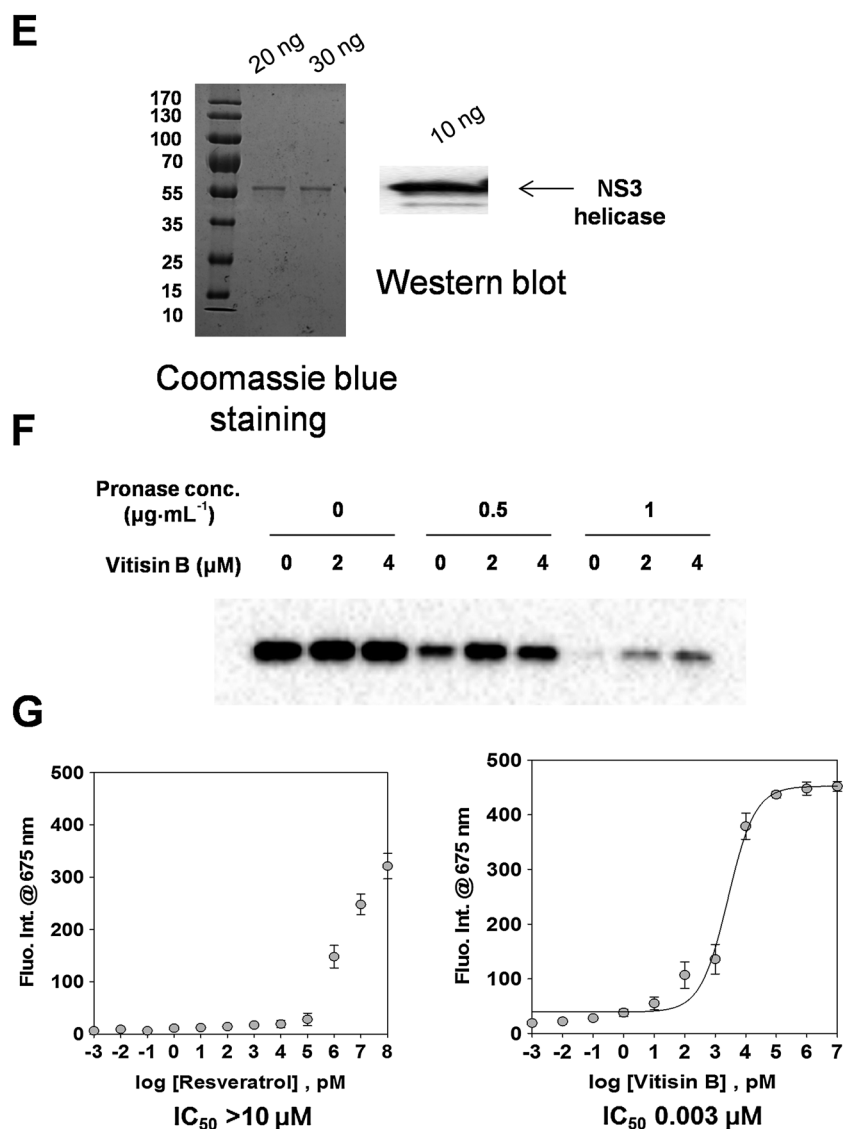 E
20 ng 30 ng
170
130
100
70
55
35
25
15
10
10 ng
NS3
helicase
Western blot
Coomassie blue
staining
F
Pronase conc.
(µg·mL⁻¹) 0 0.5 1
Vitisin B (µM) 0 2 4 0 2 4 0 2 4
G
500
400
300
200
100
0
Fluo. Int. @ 675 nm
-3 -2 -1 0 1 2 3 4 5 6 7 8
log [Resveratrol] , pM
IC₅₀ >10 µM
500
400
300
200
100
0
Fluo. Int. @ 675 nm
-3 -2 -1 0 1 2 3 4 5 6 7
log [Vitisin B] , pM
IC₅₀ 0.003 µM